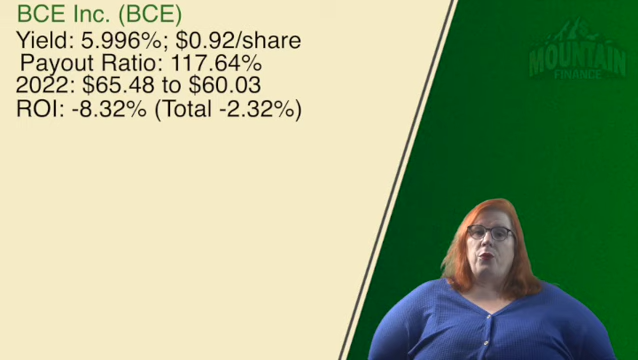 BCE Inc. (BCE)
Yield: 5.996%; $0.92/share
Payout Ratio: 117.64%
2022: $65.48 to $60.03
ROI: -8.32% (Total -2.32%)
MOUNTAIN
FINANCE